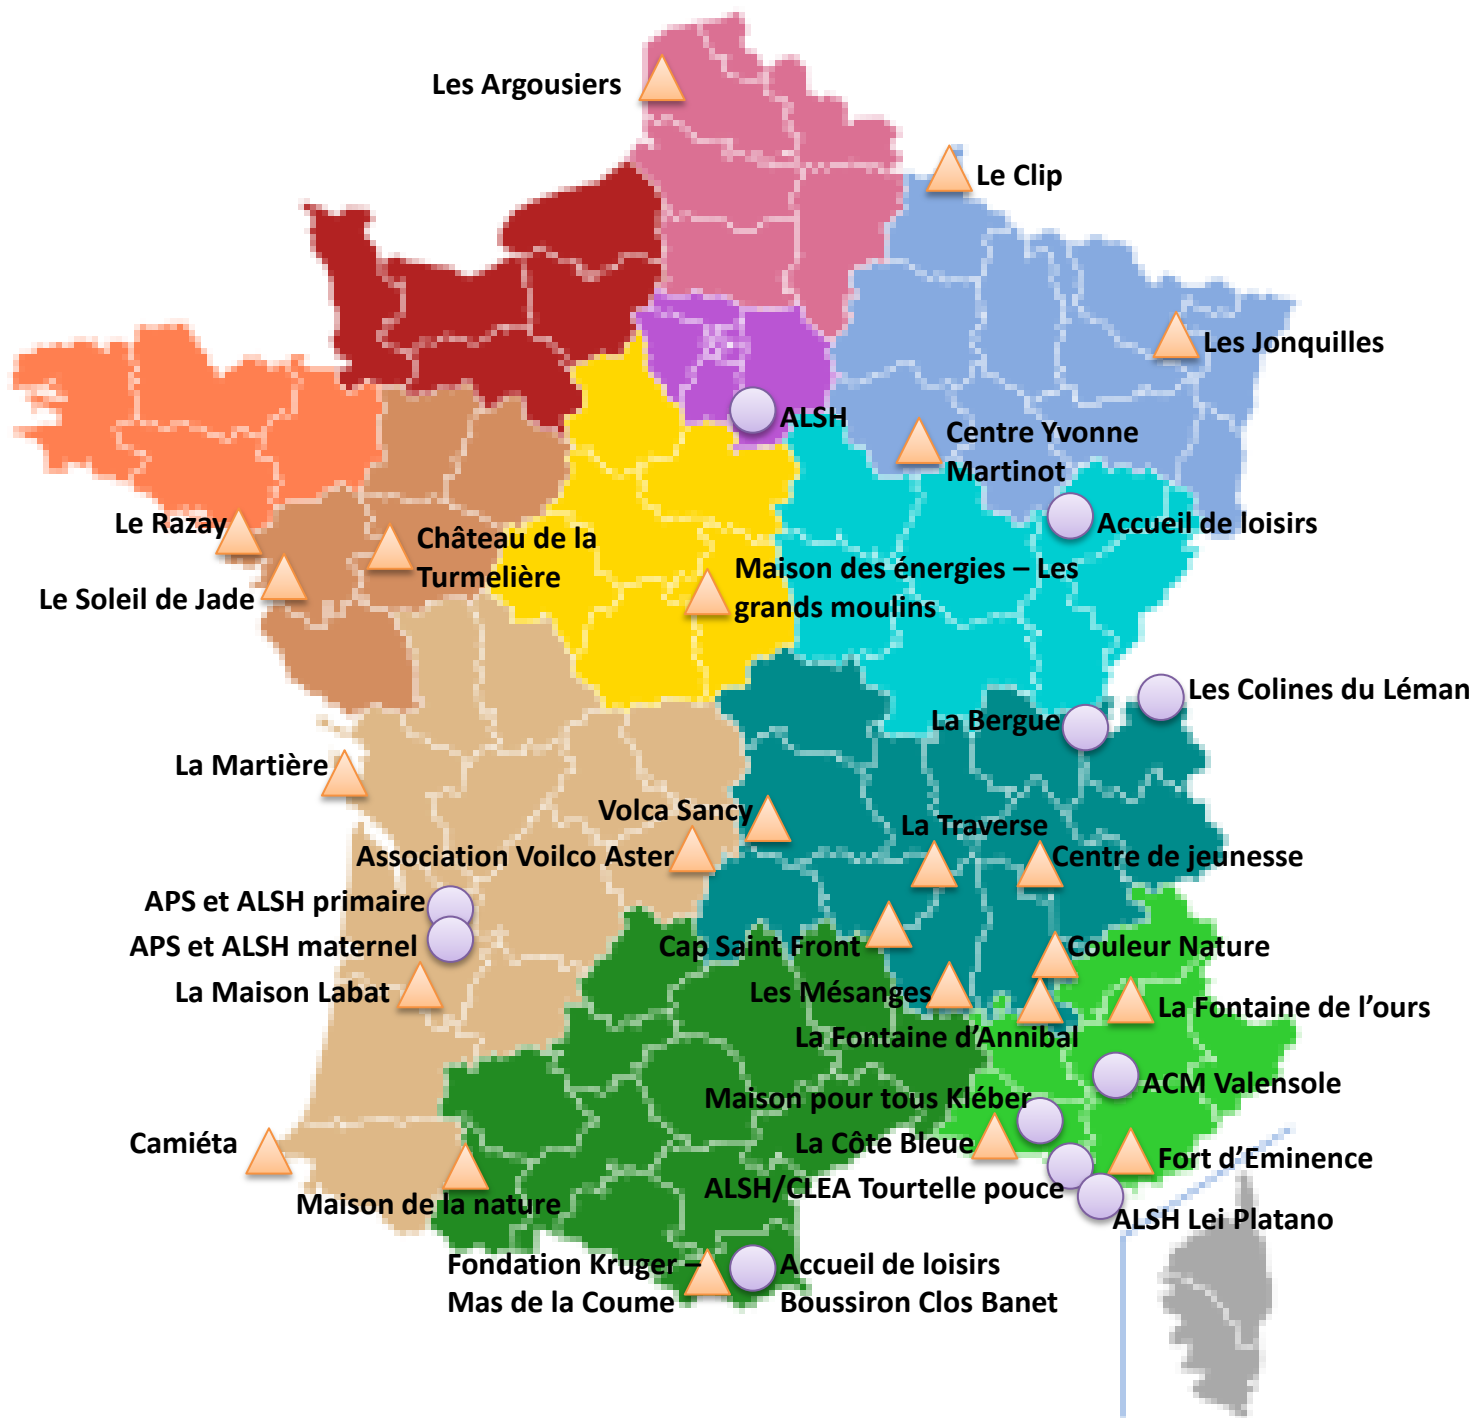 Les Argousiers
Le Clip
Les Jonquilles
ALSH
Centre Yvonne
Martinot
Le Razay
Accueil de loisirs
Château de la
Turmelière
Maison des énergies – Les
grands moulins
Le Soleil de Jade
Les Colines du Léman
La Bergue
La Martière
Volca Sancy
La Traverse
Association Voilco Aster
Centre de jeunesse
APS et ALSH primaire
APS et ALSH maternel
Cap Saint Front
Couleur Nature
La Maison Labat
Les Mésanges
La Fontaine de l’ours
La Fontaine d’Annibal
ACM Valensole
Maison pour tous Kléber
Camiéta
La Côte Bleue
Fort d’Eminence
ALSH/CLEA Tourtelle pouce
Maison de la nature
ALSH Lei Platano
Fondation Kruger –
Mas de la Coume
Accueil de loisirs
Boussiron Clos Banet